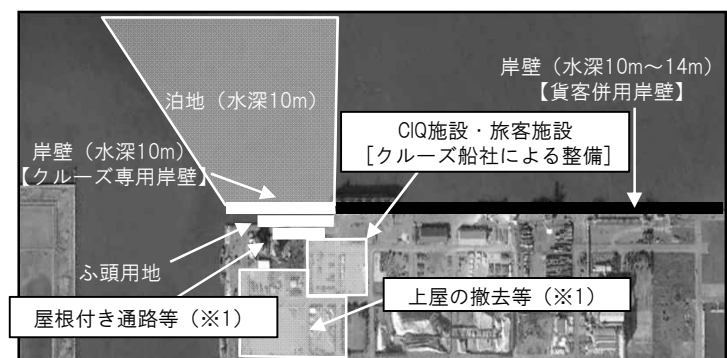 岸壁（水深10m～14m）
【貨客併用岸壁】
泊地（水深10m）
CIQ施設・旅客施設
［クルーズ船社による整備］
岸壁（水深10m）
【クルーズ専用岸壁】
ふ頭用地
上屋の撤去等（※1）
屋根付き通路等（※1）